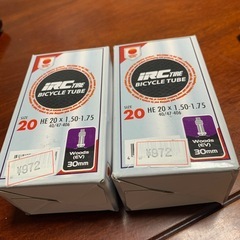 iRC TIRE
BICYCLE TUBE
SIZE
20
HE 20 x 1.50-1.75
40/47-406
¥972
Woods
(EV)
30mm
iRC TIRE
BICYCLE TUBE
SIZE
20
HE 20 x 1.50-1.75
40/47-406
¥972
Woods
(EV)
30mm